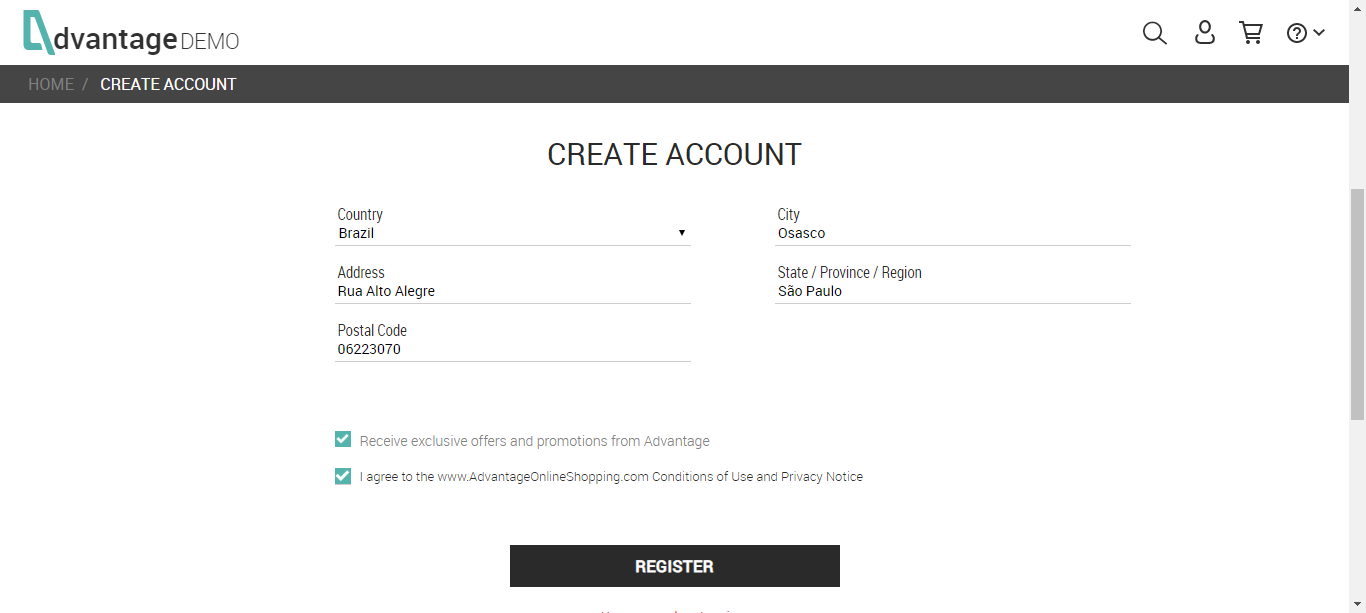 dvantage DEMO
HOME / CREATE ACCOUNT
CREATE ACCOUNT
Country
Brazil
City
Osasco
Address
Rua Alto Alegre
State / Province / Region
São Paulo
Postal Code
06223070
Receive exclusive offers and promotions from Advantage
I agree to the www.AdvantageOnlineShopping.com Conditions of Use and Privacy Notice
REGISTER